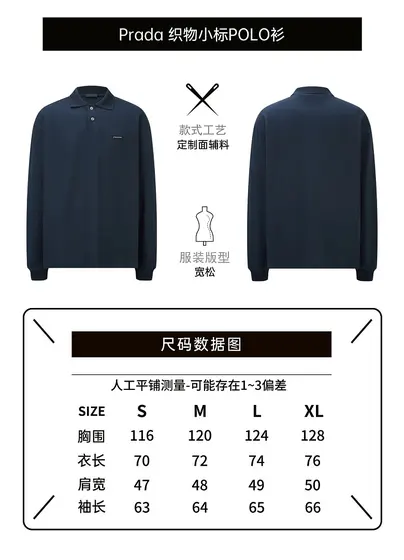 Prada 织物小标POLO衫
款式工艺
定制面辅料
服装版型
宽松
尺码数据图
人工平铺测量-可能存在1~3偏差
SIZE S M L XL
胸围 116 120 124 128
衣长 70 72 74 76
肩宽 47 48 49 50
袖长 63 64 65 66